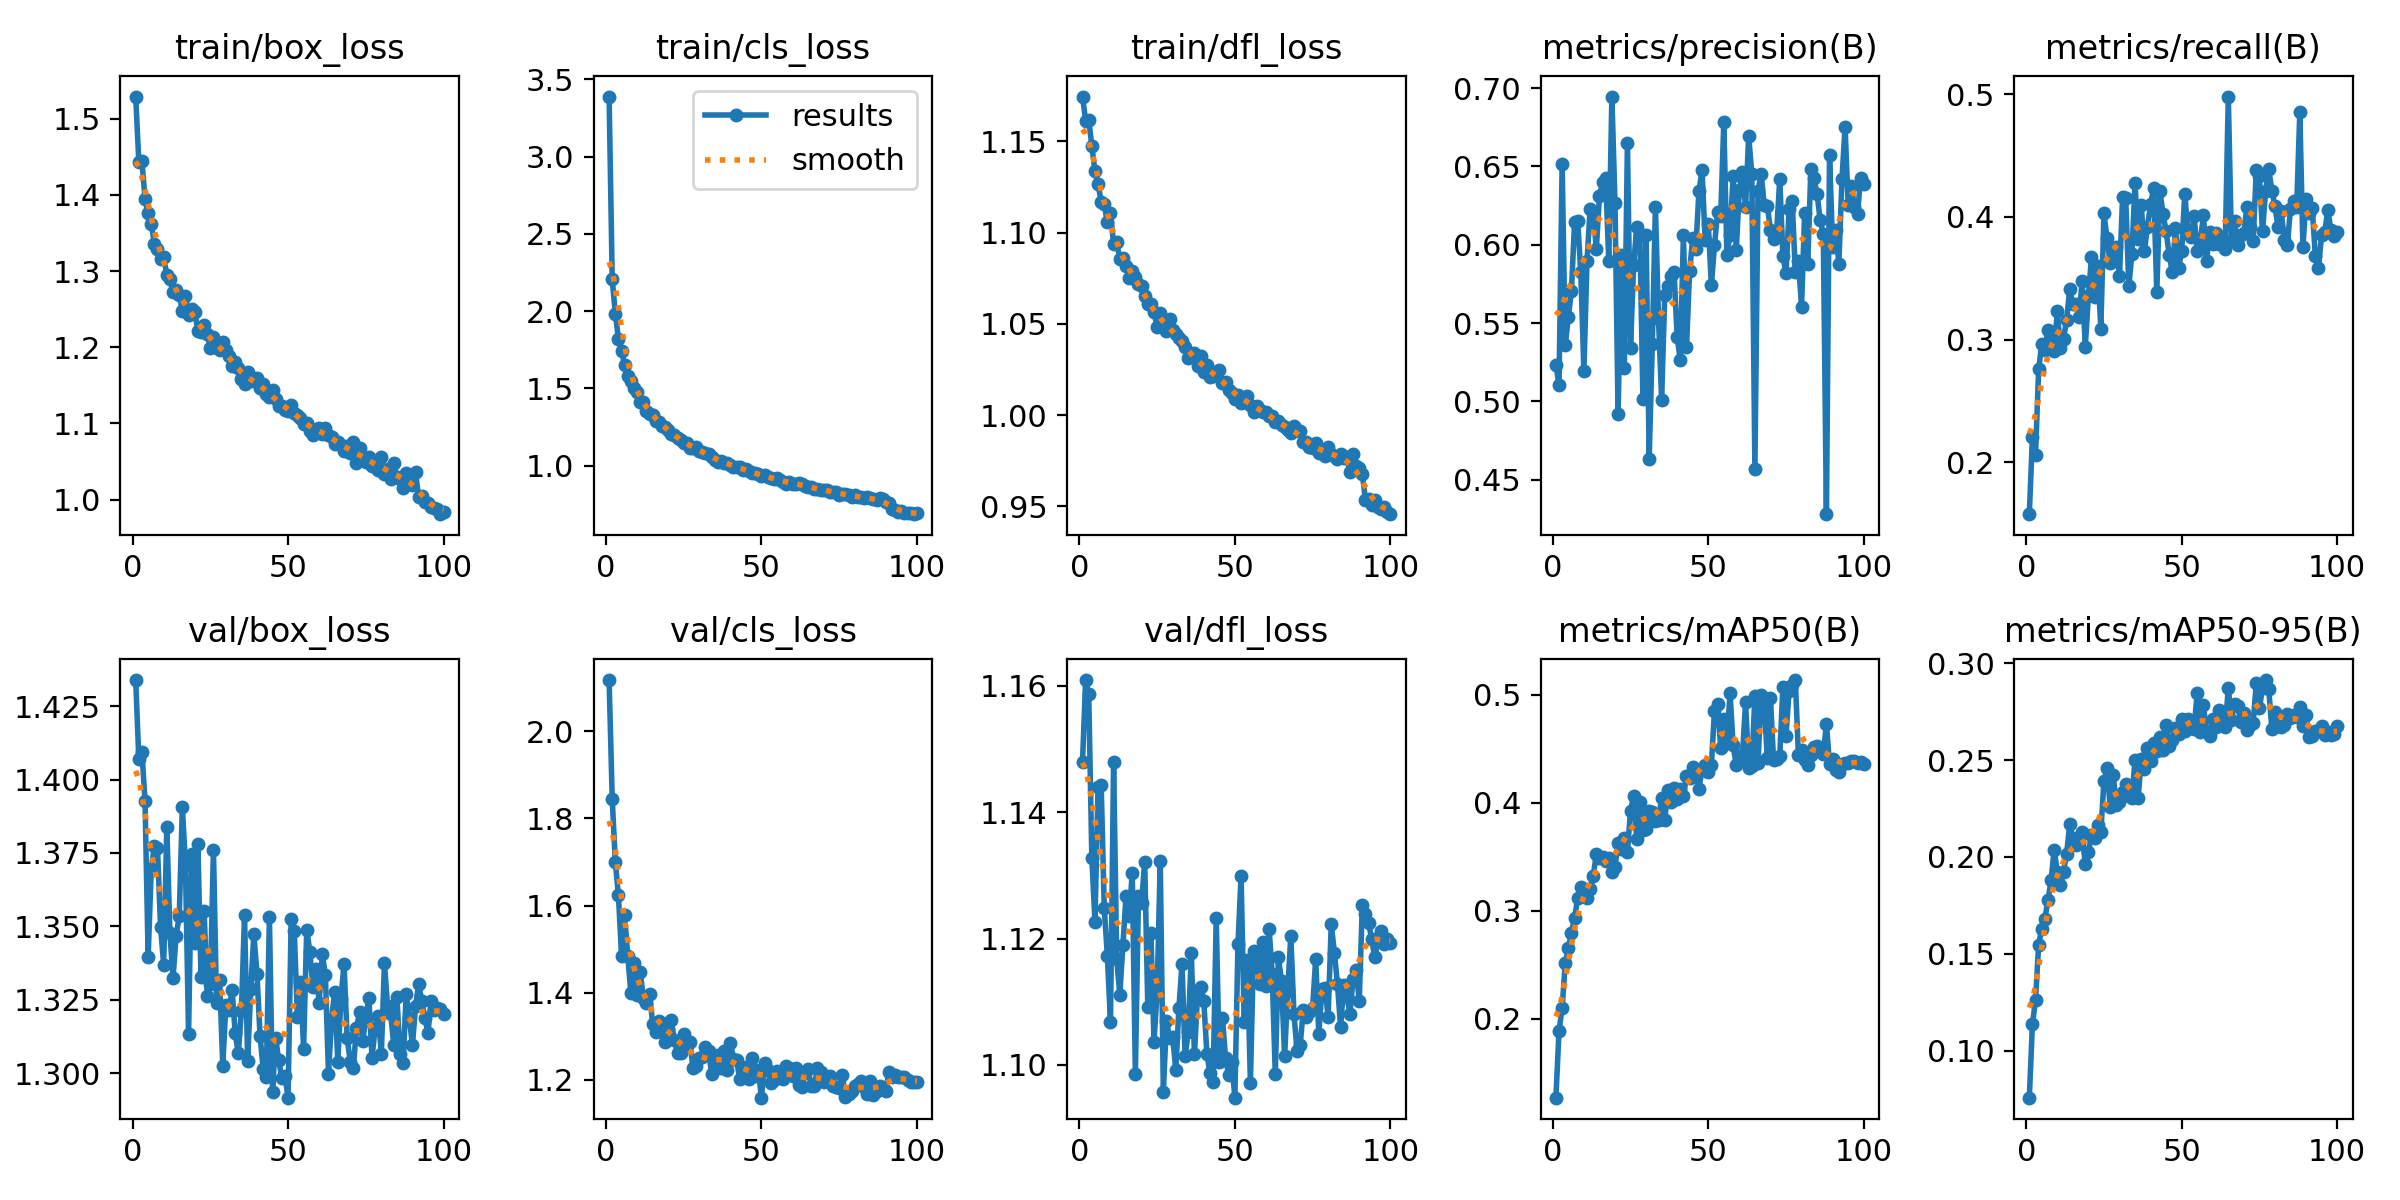 train/box_loss
1.5
1.4
1.3
1.2
1.1
1.0
0 50 100
train/cls_loss
3.5
3.0
2.5
2.0
1.5
1.0
0 50 100
results
smooth
train/dfl_loss
1.15
1.10
1.05
1.00
0.95
0 50 100
metrics/precision(B)
0.70
0.65
0.60
0.55
0.50
0.45
0 50 100
metrics/recall(B)
0.5
0.4
0.3
0.2
0 50 100
val/box_loss
1.425
1.400
1.375
1.350
1.325
1.300
0 50 100
val/cls_loss
2.0
1.8
1.6
1.4
1.2
0 50 100
val/dfl_loss
1.16
1.14
1.12
1.10
0 50 100
metrics/mAP50(B)
0.5
0.4
0.3
0.2
0 50 100
metrics/mAP50-95(B)
0.30
0.25
0.20
0.15
0.10
0 50 100